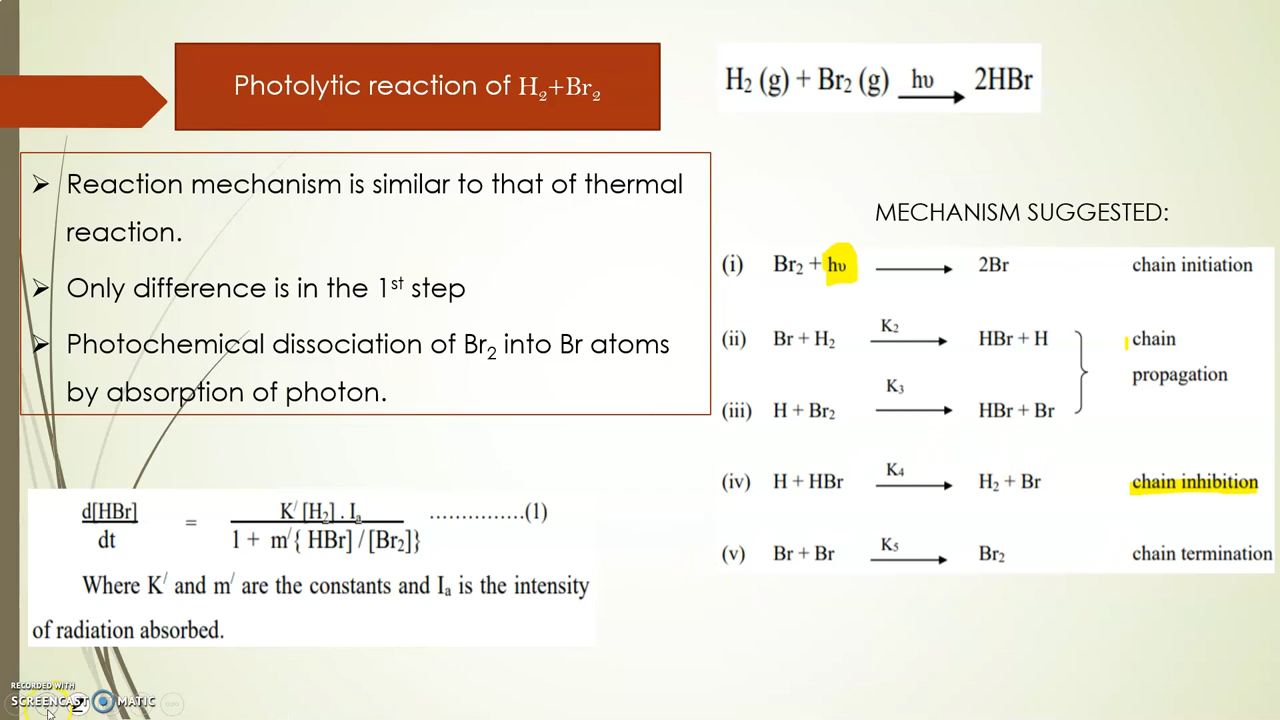 Photolytic reaction of H₂+Br₂
H₂ (g) + Br₂ (g) hυ 2HBr
➢ Reaction mechanism is similar to that of thermal
reaction.
➢ Only difference is in the 1st step
➢ Photochemical dissociation of Br₂ into Br atoms
by absorption of photon.
MECHANISM SUGGESTED:
(i) Br₂ + hυ → 2Br chain initiation
K₂
(ii) Br + H₂ → HBr + H chain
propagation
K₃
(iii) H + Br₂ → HBr + Br
K₄
(iv) H + HBr → H₂ + Br chain inhibition
K₅
(v) Br + Br → Br₂ chain termination
d[HBr] = K/ [H₂] . Iₐ ……………(1)
dt 1 + m/{ HBr] / [Br₂]}
Where K/ and m/ are the constants and Iₐ is the intensity
of radiation absorbed.
RECORDED WITH
SCREENCAST MATIC